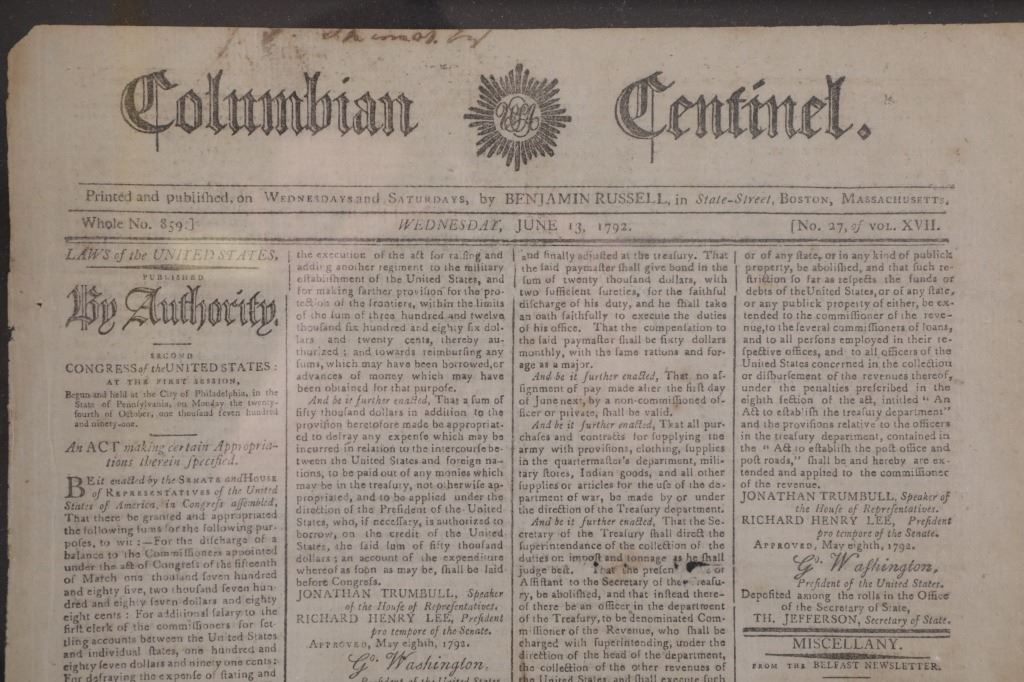 Columbian Centinel.
Printed and publiſhed, on WEDNESDAYS and SATURDAYS, by BENJAMIN RUSSELL, in State-Street, BOSTON, MASSACHUSETTS.
Whole No. 859.] WEDNESDAY, JUNE 13, 1792. [No. 27, of VOL. XVII.
LAWS of the UNITED STATES,
PUBLISHED
By Authority.
SECOND
CONGRESS of the UNITED STATES:
AT THE FIRST SESSION,
Begun and held at the City of Philadelphia, in the
State of Pennſylvania, on Monday the twenty-
fourth of October, one thouſand ſeven hundred
and ninety-one.
An ACT making certain Appropria-
tions therein ſpecified.
BE it enacted by the SENATE and HOUSE
of REPRESENTATIVES of the United
States of America, in Congreſs aſſembled,
That there be granted and appropriated
the following ſums for the following pur-
poſes, to wit:—For the diſcharge of a
balance to the Commiſſioners appointed
under the act of Congreſs of the fifteenth
of March one thouſand ſeven hundred
and eighty five, two thouſand ſeven hun-
dred and eighty ſeven dollars and eighty
eight cents: For additional ſalary to the
firſt clerk of the commiſſioners for ſet-
tling accounts between the United States
and individual ſtates, one hundred and
eighty ſeven dollars and ninety one cents:
For defraying the expenſe of ſtating and
the execution of the act for raiſing and
adding another regiment to the military
eſtabliſhment of the United States, and
for making farther proviſion for the pro-
tection of the frontiers, within the limits
of the ſum of three hundred and twelve
thouſand ſix hundred and eighty ſix dol-
lars and twenty cents, thereby au-
thorized; and towards reimburſing any
ſums, which may have been borrowed, or
advances of money which may have
been obtained for that purpoſe.
And be it further enacted, That a ſum of
fifty thouſand dollars in addition to the
proviſion heretofore made be appropriat-
ed to defray any expenſe which may be
incurred in relation to the intercourſe be-
tween the United States and foreign na-
tions, to be paid out of any monies which
may be in the treaſury, not otherwiſe ap-
propriated, and to be applied under the
direction of the Preſident of the United
States, who, if neceſſary, is authorized to
borrow, on the credit of the United
States, the ſaid ſum of fifty thouſand
dollars; an account of the expenditure
whereof as ſoon as may be, ſhall be laid
before Congreſs.
JONATHAN TRUMBULL, Speaker
of the Houſe of Repreſentatives.
RICHARD HENRY LEE, Preſident
pro tempore of the Senate.
APPROVED, May eighth, 1792.
Go. Waſhington,
Preſident of the United States.
and finally adjuſted at the treaſury. That
the ſaid paymaſter ſhall give bond in the
ſum of twenty thouſand dollars, with
two ſufficient ſureties, for the faithful
diſcharge of his duty, and he ſhall take
an oath faithfully to execute the duties
of his office. That the compenſation to
the ſaid paymaſter ſhall be ſixty dollars
monthly, with the ſame rations and for-
age as a major.
And be it further enacted, That no aſ-
ſignment of pay made after the firſt day
of June next, by a non-commiſſioned of-
ficer or private, ſhall be valid.
And be it further enacted, That all pur-
chaſes and contracts for ſupplying the
army with proviſions, clothing, ſupplies
in the quartermaſter's department, mili-
tary ſtores, Indian goods, and all other
ſupplies or articles for the uſe of the de-
partment of war, be made by or under
the direction of the Treaſury department.
And be it further enacted, That the Se-
cretary of the Treaſury ſhall direct the
ſuperintendance of the collection of the
duties on impoſt and tonnage as he ſhall
judge beſt. That the preſent of
Aſſiſtant to the Secretary of the Treaſu-
ry, be aboliſhed, and that inſtead there-
of there be an officer in the department
of the Treaſury, to be denominated Com-
miſſioner of the Revenue, who ſhall be
charged with ſuperintending, under the
direction of the head of the department,
the collection of the other revenues of
the United States, and ſhall execute ſuch
or of any ſtate, or in any kind of publick
property, be aboliſhed, and that ſuch re-
ſtriction ſo far as reſpects the funds or
debts of the United States, or of any ſtate,
or any publick property of either, be ex-
tended to the commiſſioner of the reve-
nue, to the ſeveral commiſſioners of loans,
and to all perſons employed in their re-
ſpective offices, and to all officers of the
United States concerned in the collection
or diſburſement of the revenues thereof,
under the penalties preſcribed in the
eighth ſection of the act, intitled "An
Act to eſtabliſh the treaſury department"
and the proviſions relative to the officers
in the treaſury department, contained in
the "Act to eſtabliſh the poſt office and
poſt roads," ſhall be and hereby are ex-
tended and applied to the commiſſioner
of the revenue.
JONATHAN TRUMBULL, Speaker of
the Houſe of Repreſentatives.
RICHARD HENRY LEE, Preſident
pro tempore of the Senate.
APPROVED, May eighth, 1792.
Go. Waſhington,
Preſident of the United States.
Depoſited among the rolls in the Office
of the Secretary of State,
TH. JEFFERSON, Secretary of State.
MISCELLANY.
FROM THE BELFAST NEWSLETTER.